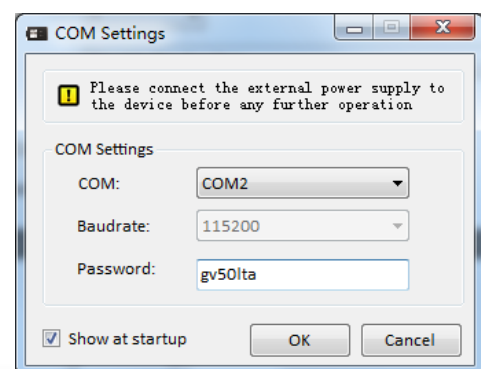 COM Settings
Please connect the external power supply to
the device before any further operation
COM Settings
COM: COM2
Baudrate: 115200
Password: gv50lta
Show at startup OK Cancel